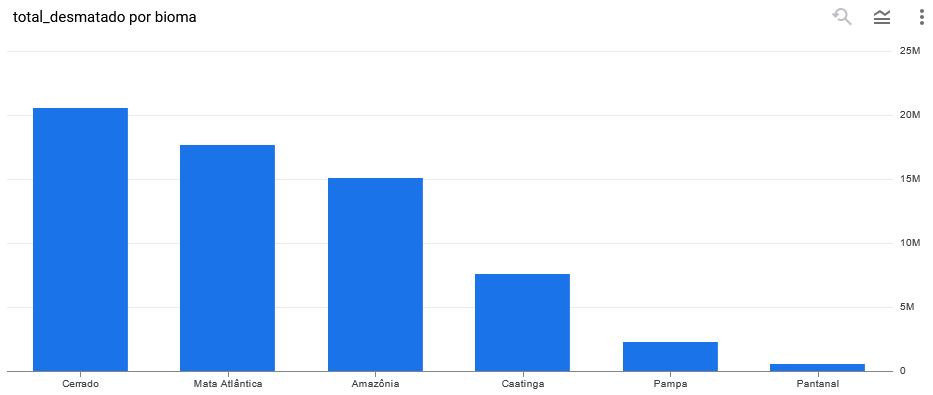 total_desmatado por bioma
25M
20M
15M
10M
5M
0
Cerrado
Mata Atlântica
Amazônia
Caatinga
Pampa
Pantanal